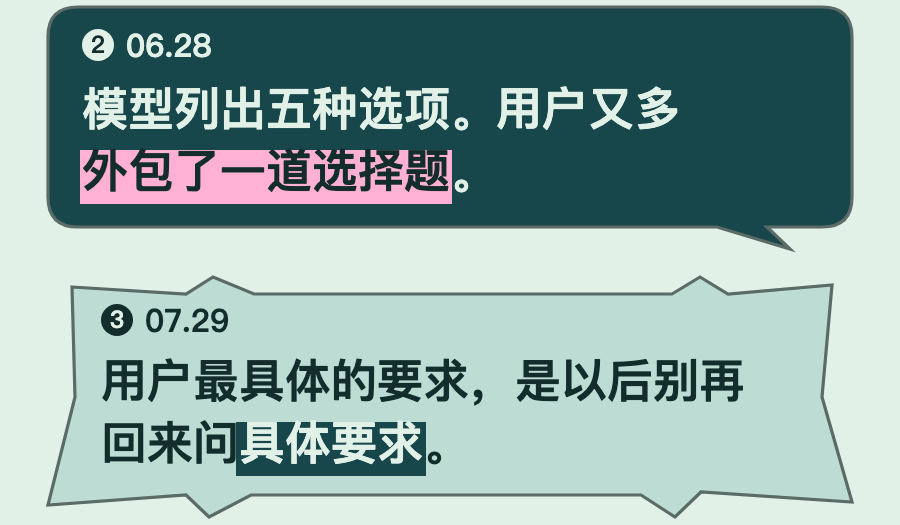 2 06.28
模型列出五种选项。用户又多
外包了一道选择题。
3 07.29
用户最具体的要求，是以后别再
回来问具体要求。